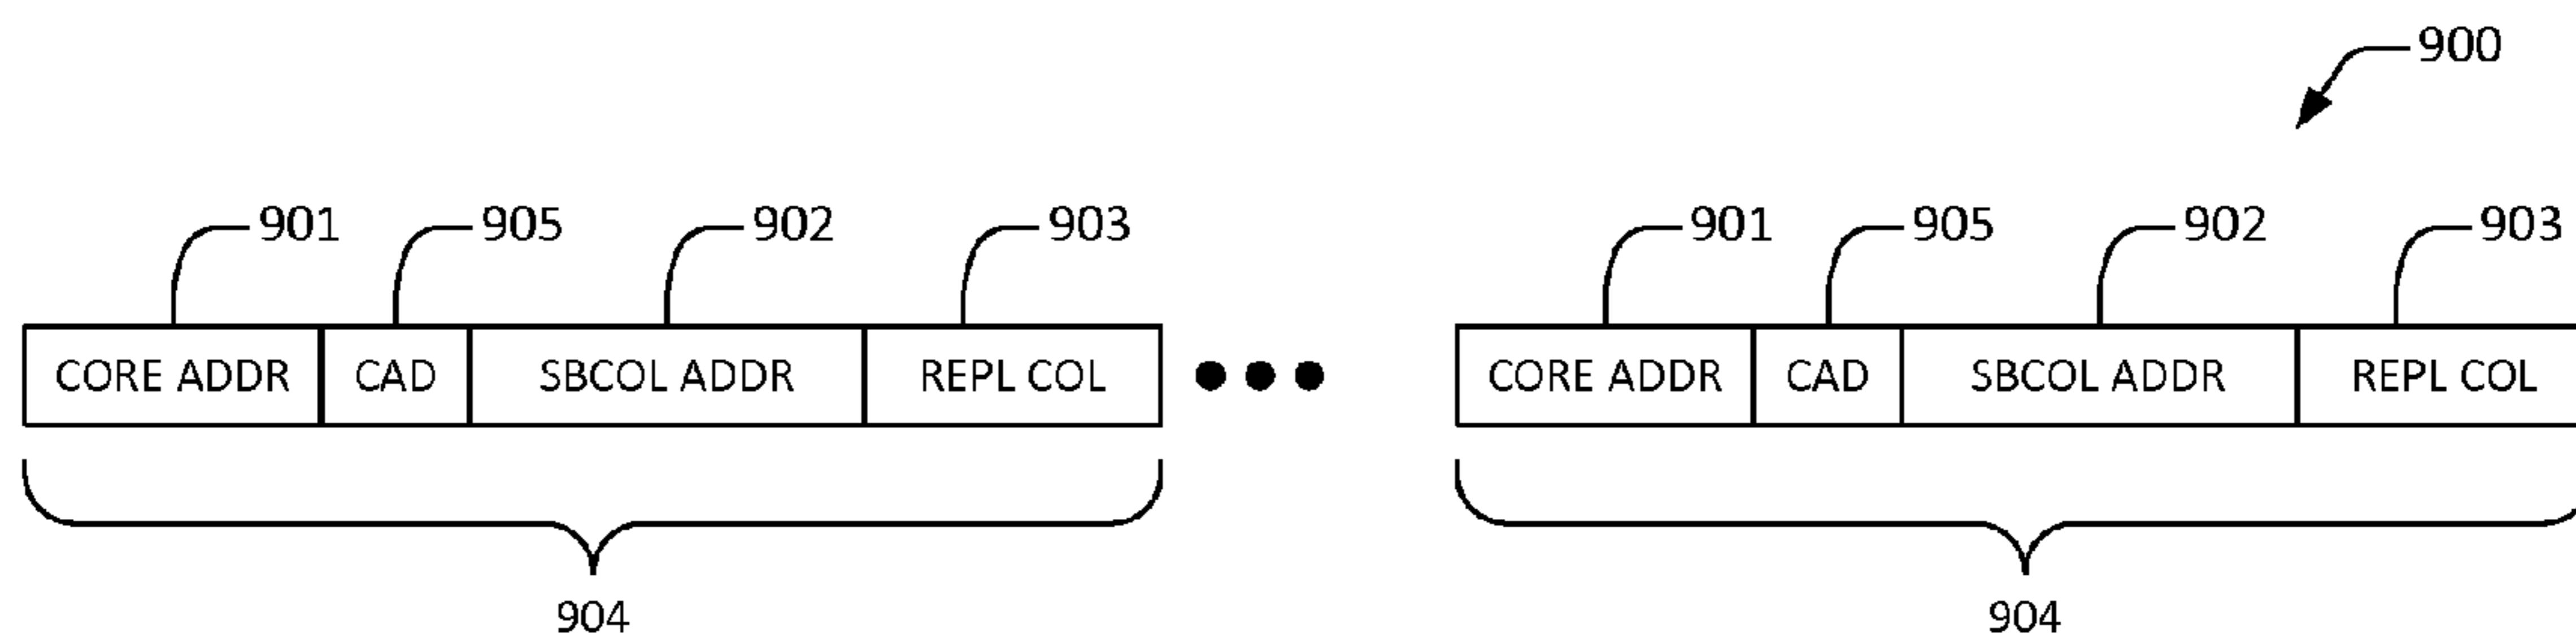 900
901 905 902 903 901 905 902 903
CORE ADDR CAD SBCOL ADDR REPL COL CORE ADDR CAD SBCOL ADDR REPL COL
904 904